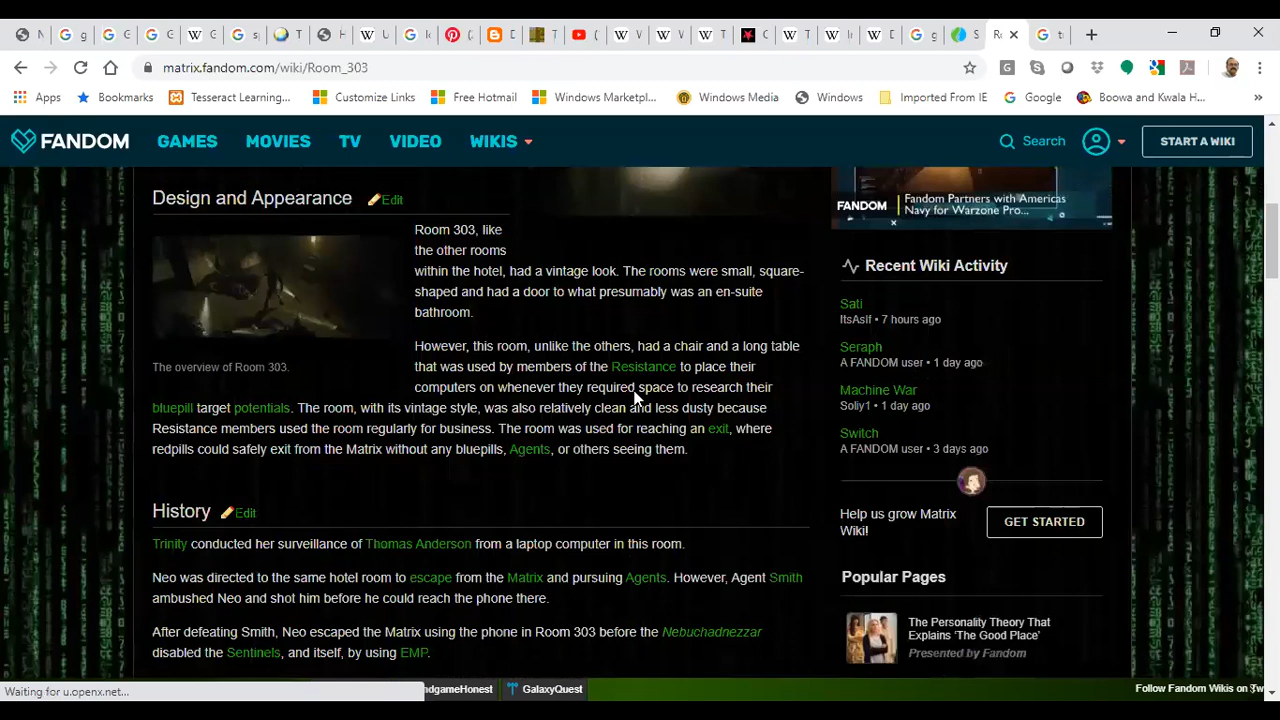 N
g
G
G
W G
s
T
H
W U
G
(
D
(
W V
W V
W T
C
W T
W Ir
W D
g
S
Ro
tr
matrix.fandom.com/wiki/Room_303
Apps Bookmarks Tesseract Learning... Customize Links Free Hotmail Windows Marketpl... Windows Media Windows Imported From IE Google Boowa and Kwala H... »
FANDOM GAMES MOVIES TV VIDEO WIKIS Search START A WIKI
Design and Appearance Edit
Room 303, like
the other rooms
within the hotel, had a vintage look. The rooms were small, square-
shaped and had a door to what presumably was an en-suite
bathroom.
However, this room, unlike the others, had a chair and a long table
that was used by members of the Resistance to place their
computers on whenever they required space to research their
The overview of Room 303.
bluepill target potentials. The room, with its vintage style, was also relatively clean and less dusty because
Resistance members used the room regularly for business. The room was used for reaching an exit, where
redpills could safely exit from the Matrix without any bluepills, Agents, or others seeing them.
History Edit
Trinity conducted her surveillance of Thomas Anderson from a laptop computer in this room.
Neo was directed to the same hotel room to escape from the Matrix and pursuing Agents. However, Agent Smith
ambushed Neo and shot him before he could reach the phone there.
After defeating Smith, Neo escaped the Matrix using the phone in Room 303 before the Nebuchadnezzar
disabled the Sentinels, and itself, by using EMP.
FANDOM
Fandom Partners with Americas
Navy for Warzone Pro...
Recent Wiki Activity
Sati
ItsAsIf • 7 hours ago
Seraph
A FANDOM user • 1 day ago
Machine War
Soliy1 • 1 day ago
Switch
A FANDOM user • 3 days ago
Help us grow Matrix
Wiki!
GET STARTED
Popular Pages
The Personality Theory That
Explains ‘The Good Place’
Presented by Fandom
Waiting for u.openx.net...
ndgameHonest
GalaxyQuest
Follow Fandom Wikis on Tw